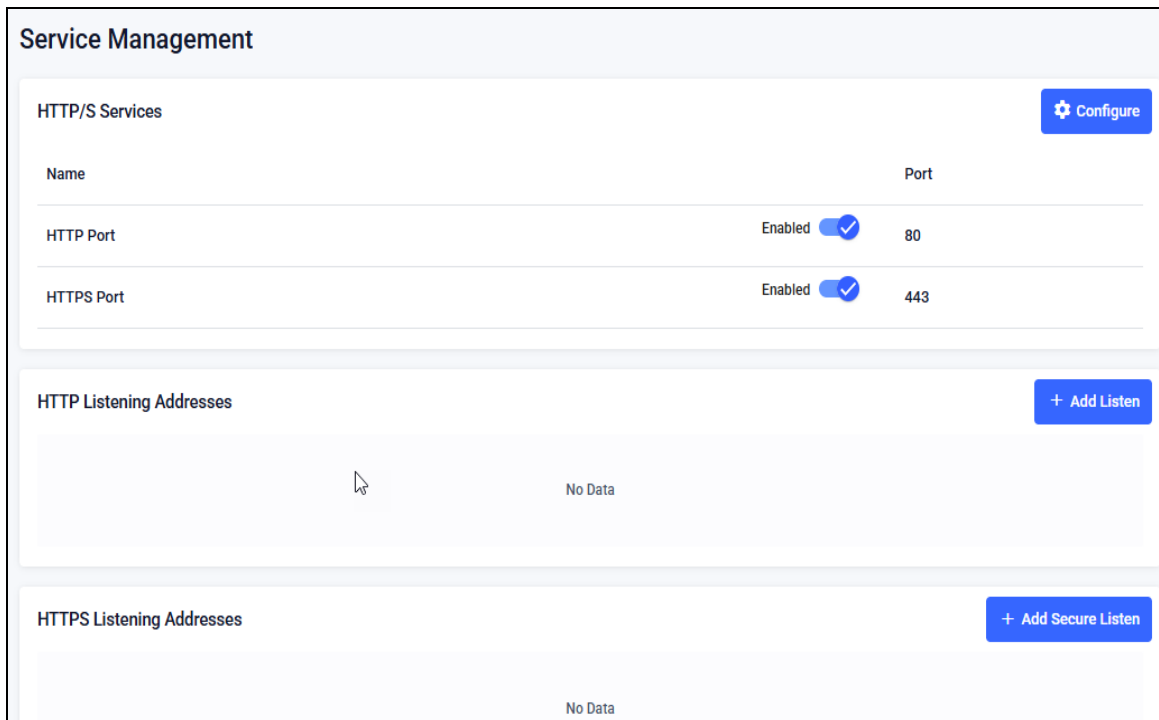 Service Management
HTTP/S Services
Configure
Name Port
HTTP Port Enabled 80
HTTPS Port Enabled 443
HTTP Listening Addresses
+ Add Listen
No Data
HTTPS Listening Addresses
+ Add Secure Listen
No Data